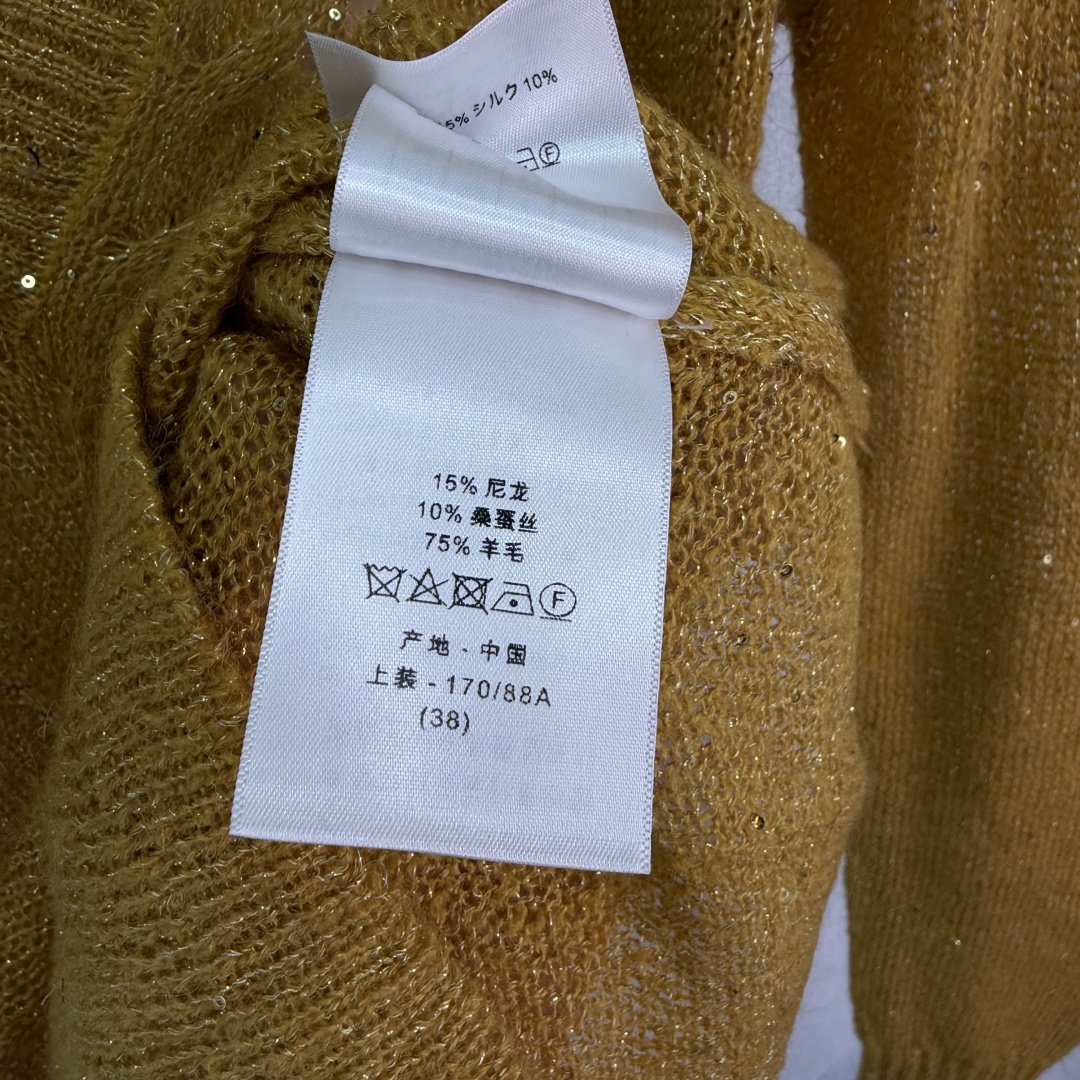 5% シルク 10%
15% 尼龙
10% 桑蛋丝
75% 羊毛
F
产地 - 中国
上装 - 170/88A
(38)